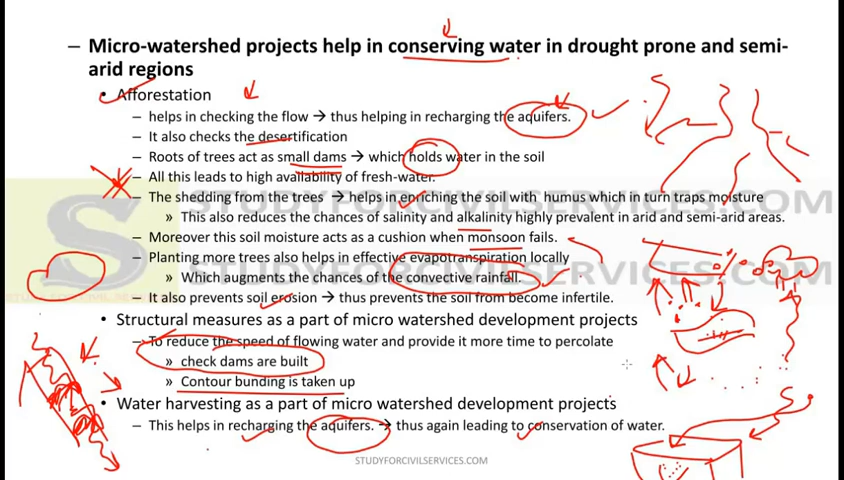 – Micro-watershed projects help in conserving water in drought prone and semi-
arid regions
• Afforestation
– helps in checking the flow → thus helping in recharging the aquifers.
– It also checks the desertification
– Roots of trees act as small dams → which holds water in the soil
– All this leads to high availability of fresh-water.
– The shedding from the trees → helps in enriching the soil with humus which in turn traps moisture
» This also reduces the chances of salinity and alkalinity highly prevalent in arid and semi-arid areas.
– Moreover this soil moisture acts as a cushion when monsoon fails.
– Planting more trees also helps in effective evapotranspiration locally
» Which augments the chances of the convective rainfall.
– It also prevents soil erosion → thus prevents the soil from become infertile.
• Structural measures as a part of micro watershed development projects
– To reduce the speed of flowing water and provide it more time to percolate
» check dams are built
» Contour bunding is taken up
• Water harvesting as a part of micro watershed development projects
– This helps in recharging the aquifers. → thus again leading to conservation of water.
STUDYFORCIVILSERVICES.COM
STUDYFORCIVILSERVICES.COM
STUDYFORCIVILSERVICES.COM